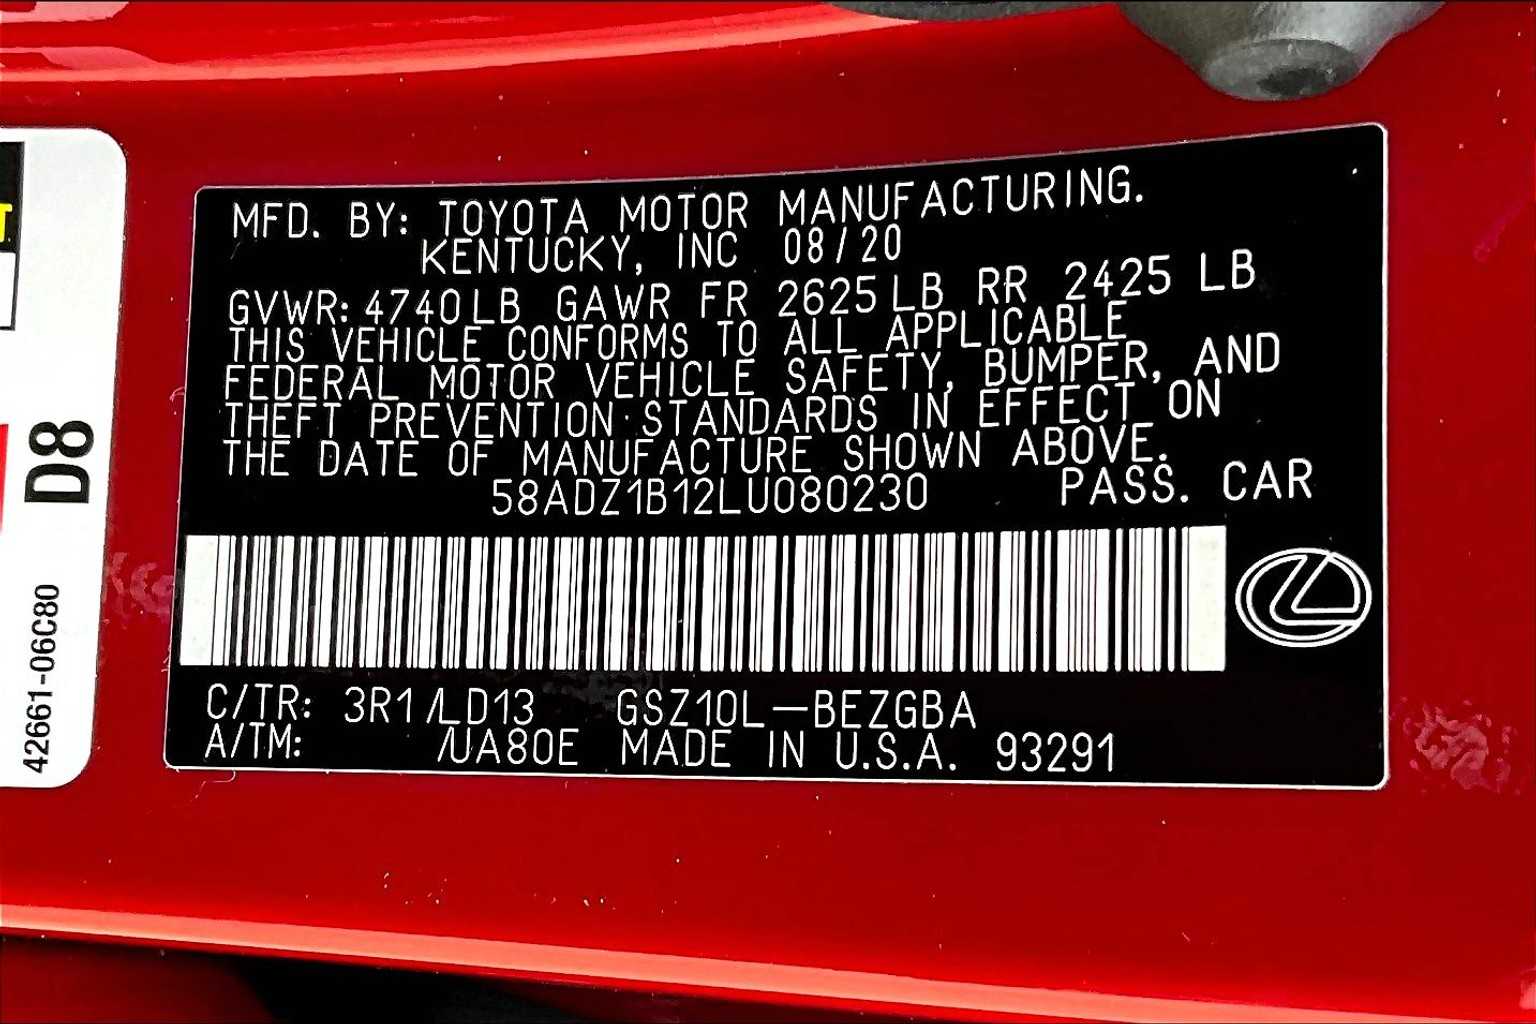 T
D8
42661-06C80
MFD. BY: TOYOTA MOTOR MANUFACTURING.
KENTUCKY, INC 08/20
GVWR: 4740LB GAWR FR 2625LB RR 2425 LB
THIS VEHICLE CONFORMS TO ALL APPLICABLE
FEDERAL MOTOR VEHICLE SAFETY, BUMPER, AND
THEFT PREVENTION STANDARDS IN EFFECT ON
THE DATE OF MANUFACTURE SHOWN ABOVE.
58ADZ1B12LU080230 PASS. CAR
C/TR: 3R1/LD13 GSZ10L-BEZGBA
A/TM: /UA80E MADE IN U.S.A. 93291